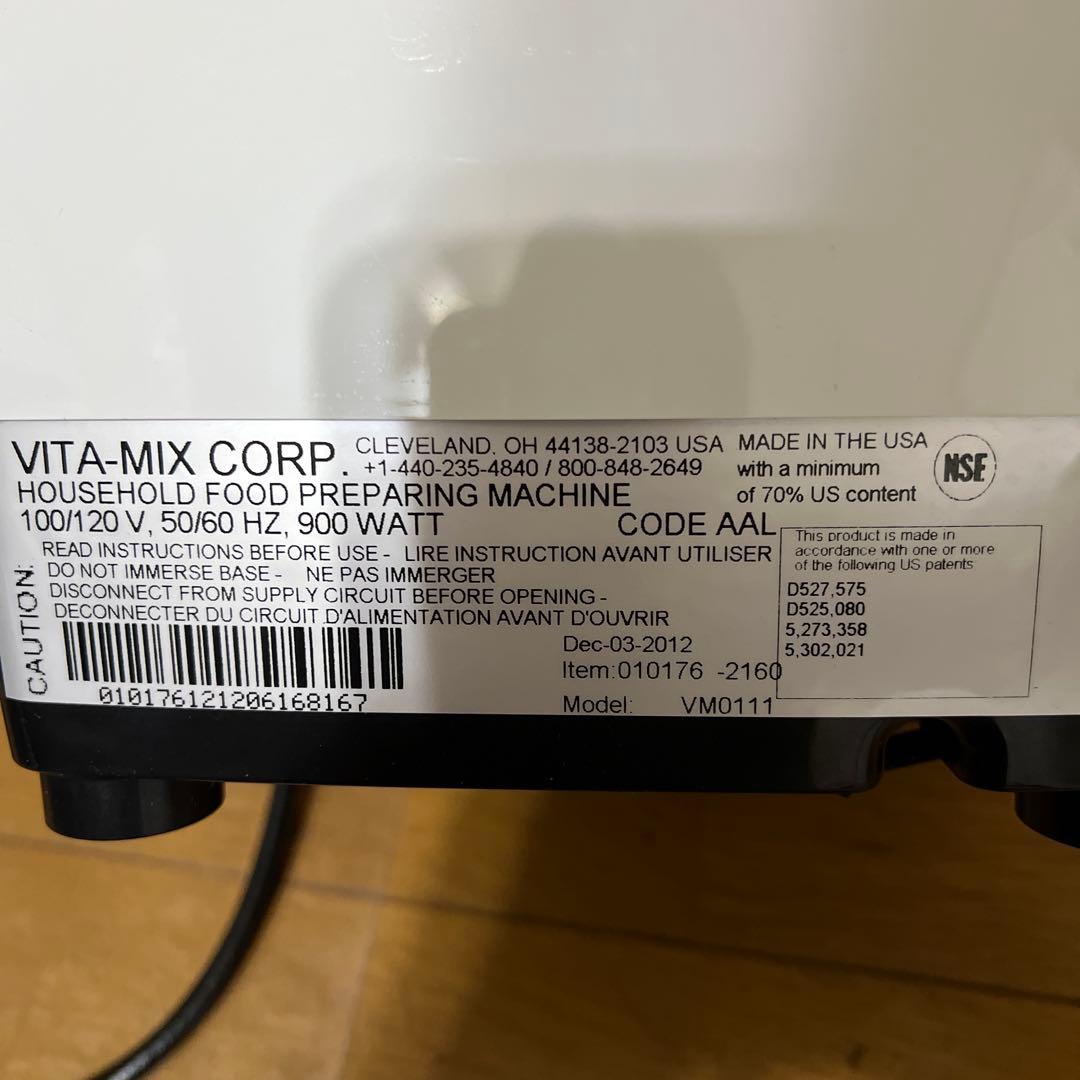 VITA-MIX CORP. CLEVELAND, OH 44138-2103 USA
+1-440-235-4840 / 800-848-2649
MADE IN THE USA
with a minimum
of 70% US content
NSF
HOUSEHOLD FOOD PREPARING MACHINE
100/120 V, 50/60 HZ, 900 WATT CODE AAL
CAUTION:
READ INSTRUCTIONS BEFORE USE - LIRE INSTRUCTION AVANT UTILISER
DO NOT IMMERSE BASE - NE PAS IMMERGER
DISCONNECT FROM SUPPLY CIRCUIT BEFORE OPENING -
DECONNECTER DU CIRCUIT D'ALIMENTATION AVANT D'OUVRIR
010176121206168167
Dec-03-2012
Item:010176 -2160
Model: VM0111
This product is made in
accordance with one or more
of the following US patents
D527,575
D525,080
5,273,358
5,302,021